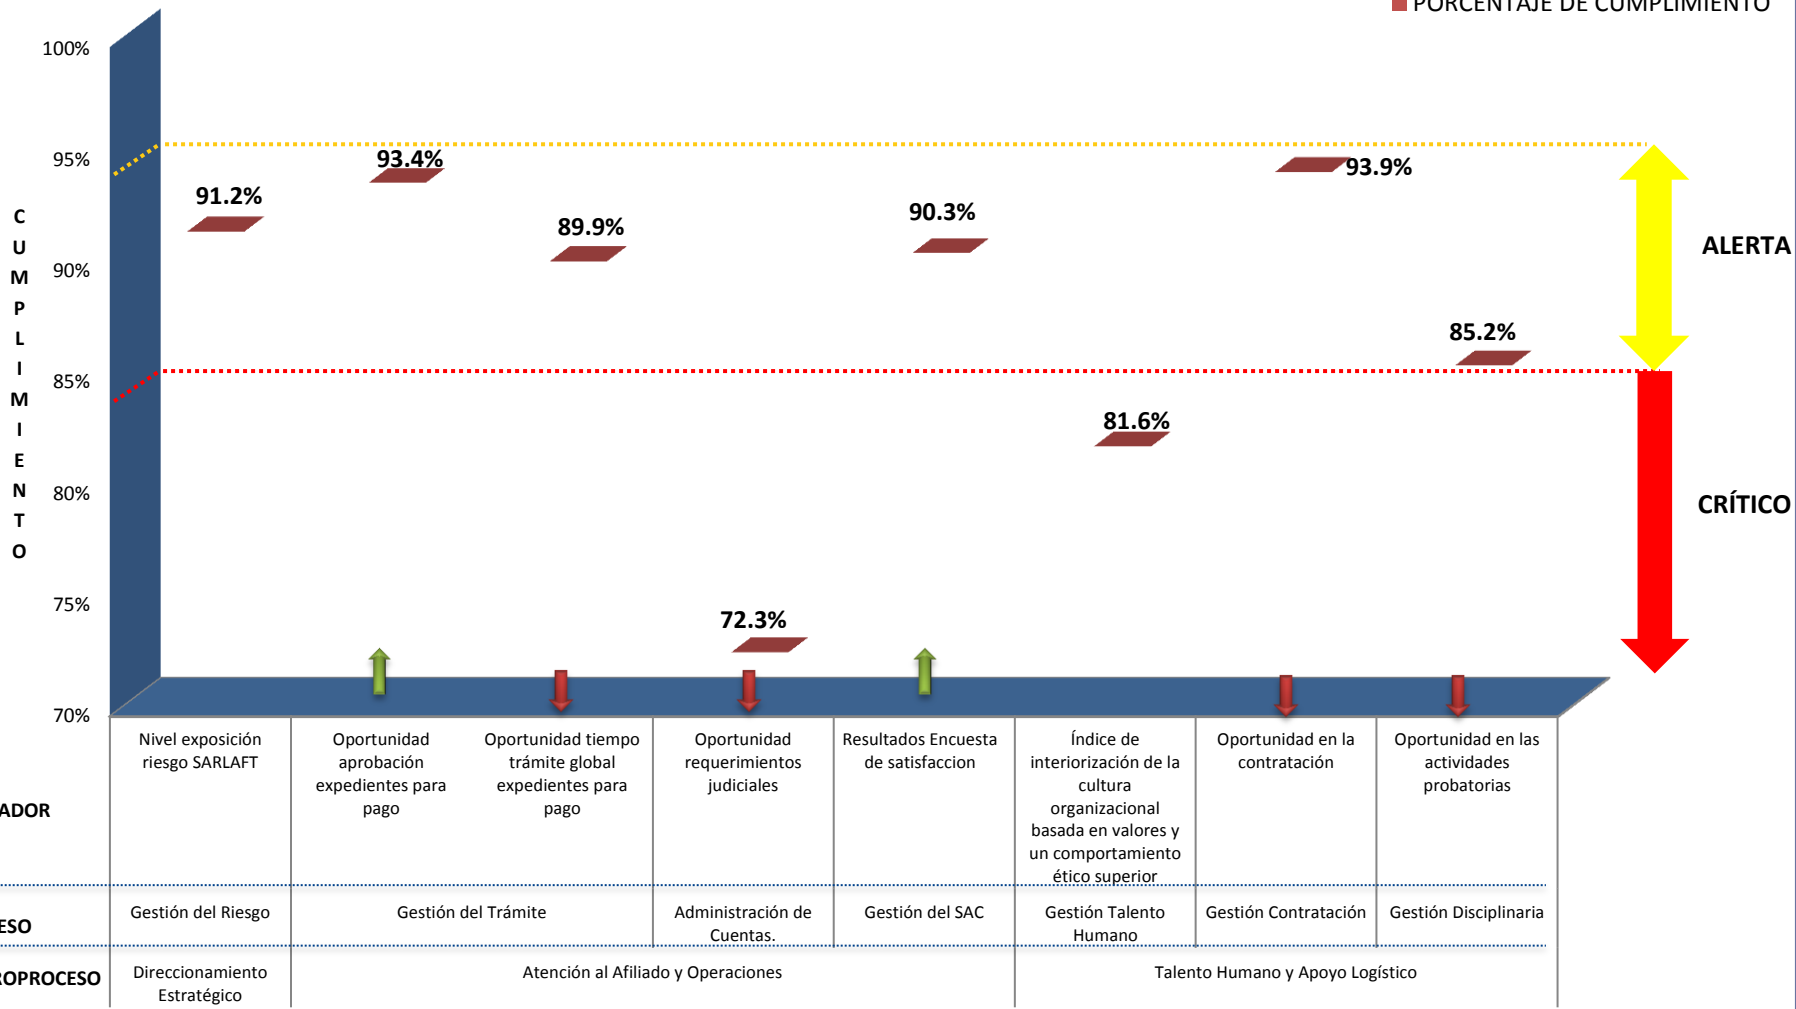 PORCENTAJE DE CUMPLIMIENTO
100%
95%
90%
85%
80%
75%
70%
C
U
M
P
L
I
M
I
E
N
T
O
91.2%
93.4%
89.9%
72.3%
90.3%
81.6%
93.9%
85.2%
ALERTA
CRÍTICO
ADOR
Nivel exposición
riesgo SARLAFT
Oportunidad
aprobación
expedientes para
pago
Oportunidad tiempo
trámite global
expedientes para
pago
Oportunidad
requerimientos
judiciales
Resultados Encuesta
de satisfaccion
Índice de
interiorización de la
cultura
organizacional
basada en valores y
un comportamiento
ético superior
Oportunidad en la
contratación
Oportunidad en las
actividades
probatorias
ESO
Gestión del Riesgo
Gestión del Trámite
Administración de
Cuentas.
Gestión del SAC
Gestión Talento
Humano
Gestión Contratación
Gestión Disciplinaria
ROPROCESO
Direccionamiento
Estratégico
Atención al Afiliado y Operaciones
Talento Humano y Apoyo Logístico